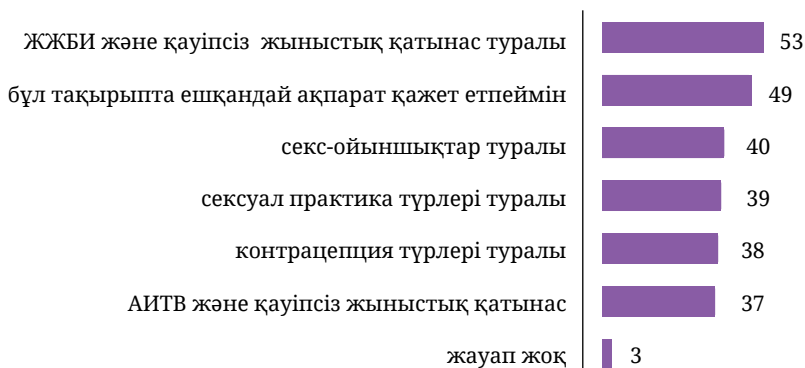 ЖЖБИ және қауіпсіз жыныстық қатынас туралы 53
бұл тақырыпта ешқандай ақпарат қажет етпеймін 49
секс-ойыншықтар туралы 40
сексуал практика түрлері туралы 39
контрацепция түрлері туралы 38
АИТВ және қауіпсіз жыныстық қатынас 37
жауап жоқ 3